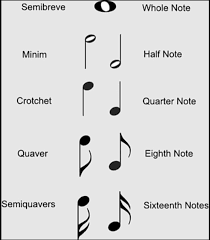 Semibreve Whole Note
Minim Half Note
Crotchet Quarter Note
Quaver Eighth Note
Semiquavers Sixteenth Notes